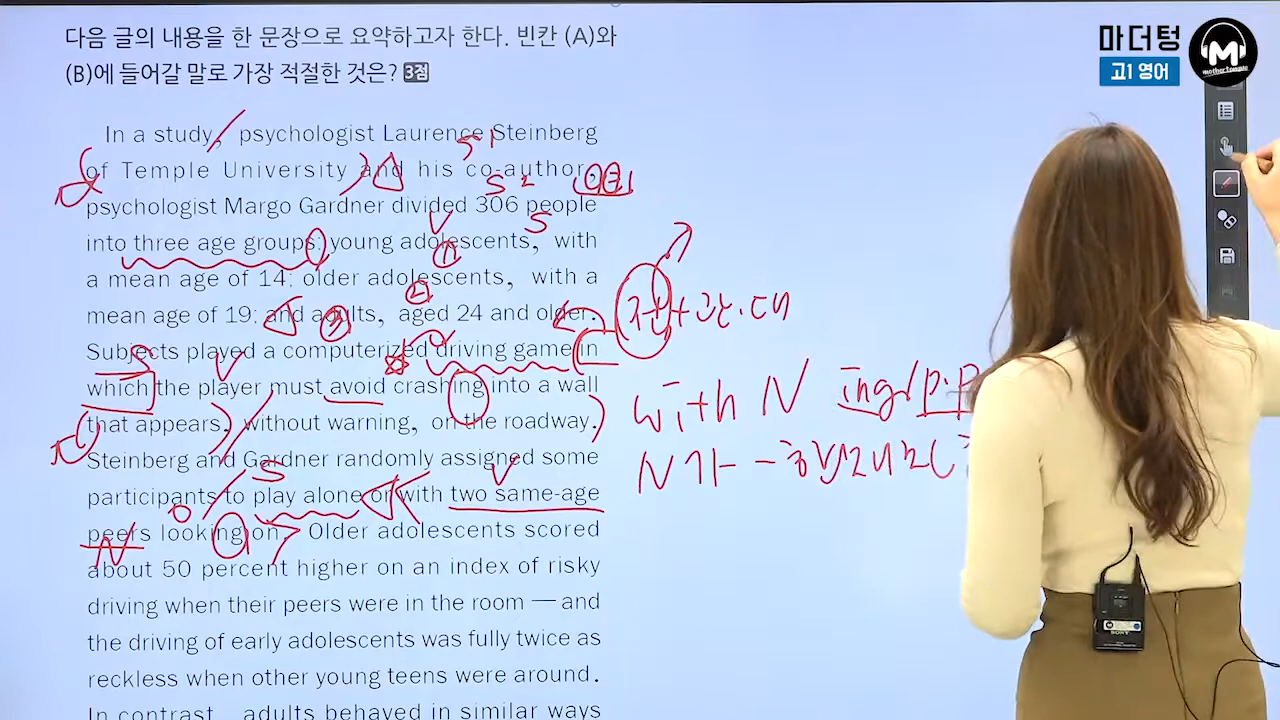 다음 글의 내용을 한 문장으로 요약하고자 한다. 빈칸 (A)와
(B)에 들어갈 말로 가장 적절한 것은? 3점
마더텅
고1 영어
M
mothertongue
In a study, psychologist Laurence Steinberg
of Temple University and his co-author,
psychologist Margo Gardner divided 306 people
into three age groups: young adolescents, with
a mean age of 14; older adolescents, with a
mean age of 19; and adults, aged 24 and older.
Subjects played a computerized driving game in
which the player must avoid crashing into a wall
that appears, without warning, on the roadway.
Steinberg and Gardner randomly assigned some
participants to play alone or with two same-age
peers looking on. Older adolescents scored
about 50 percent higher on an index of risky
driving when their peers were in the room — and
the driving of early adolescents was fully twice as
reckless when other young teens were around.
In contrast, adults behaved in similar ways
S1
S2
S
V
①
②
③
전+관.대
S
V
with N ing/p.p
N가
S
V
O
N
SONY